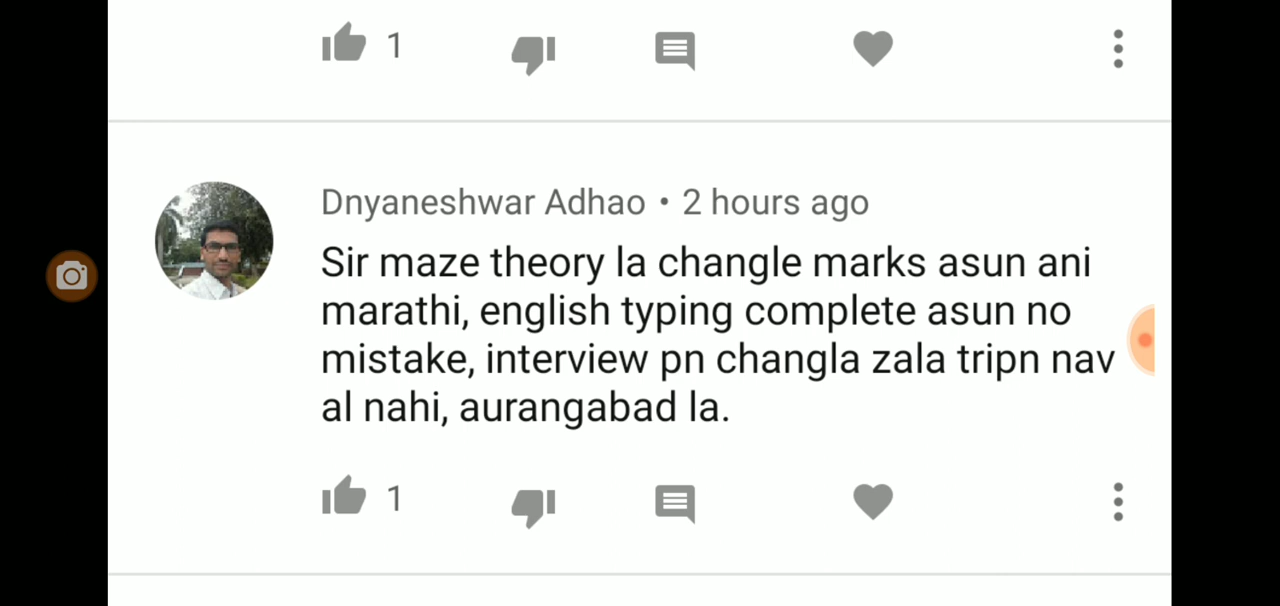 1
Dnyaneshwar Adhao • 2 hours ago
Sir maze theory la changle marks asun ani
marathi, english typing complete asun no
mistake, interview pn changla zala tripn nav
al nahi, aurangabad la.
1